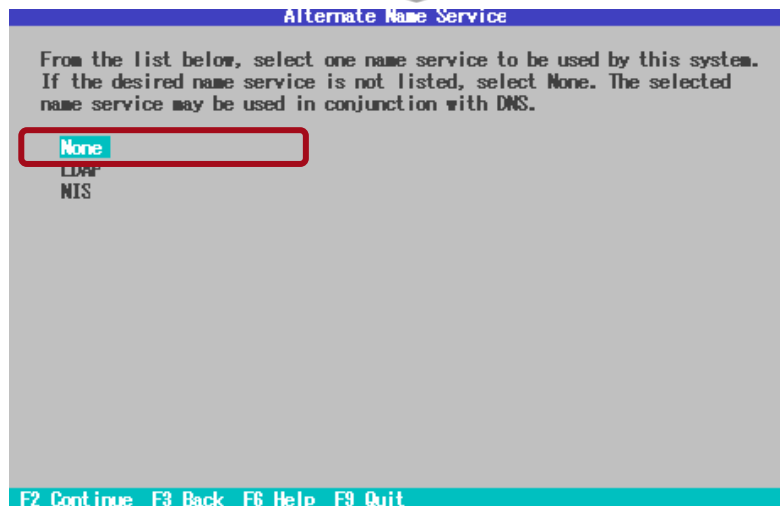 Alternate Name Service
From the list below, select one name service to be used by this system.
If the desired name service is not listed, select None. The selected
name service may be used in conjunction with DNS.
None
LDAP
NIS
F2 Continue F3 Back F6 Help F9 Quit